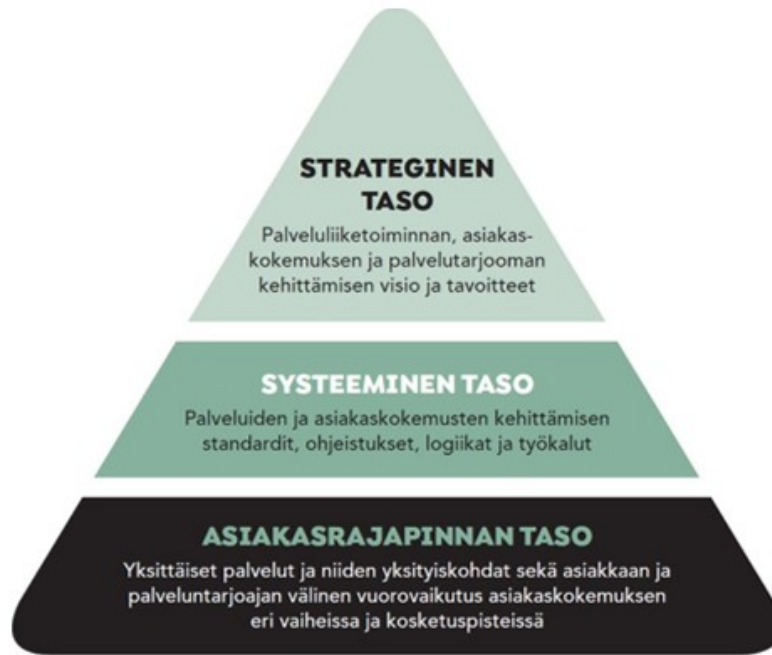 STRATEGINEN
TASO
Palveluliiketoiminnan, asiakas-
kokemuksen ja palvelutarjooman
kehittämisen visio ja tavoitteet
SYSTEEMINEN TASO
Palveluiden ja asiakaskokemusten kehittämisen
standardit, ohjeistukset, logiikat ja työkalut
ASIAKASRAJAPINNAN TASO
Yksittäiset palvelut ja niiden yksityiskohdat sekä asiakkaan ja
palveluntarjoajan välinen vuorovaikutus asiakaskokemuksen
eri vaiheissa ja kosketuspisteissä